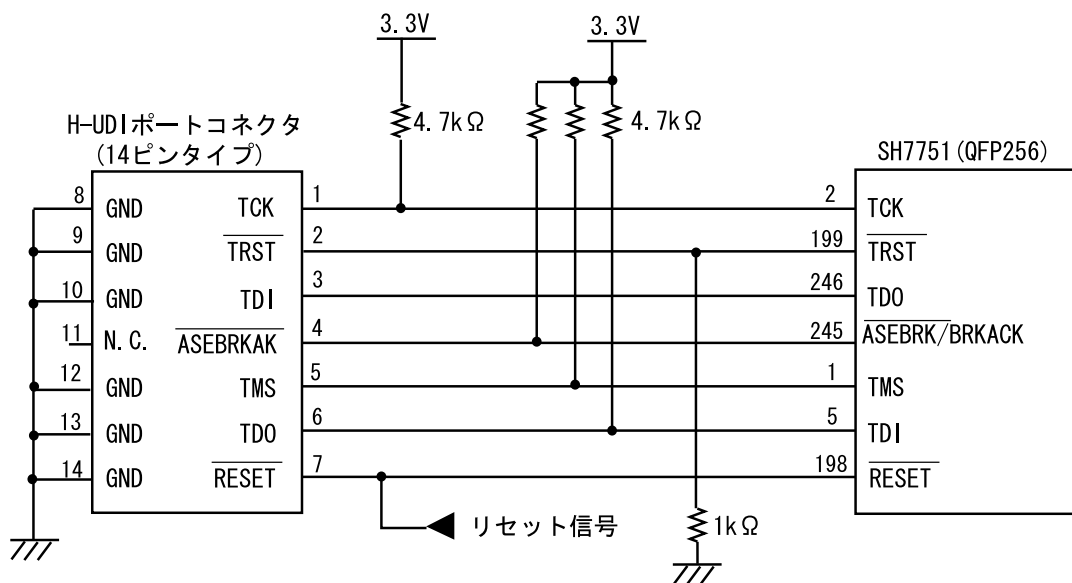 3.3V
3.3V
4.7kΩ
4.7kΩ
H-UDIポートコネクタ
(14ピンタイプ)
SH7751(QFP256)
8 GND TCK 1 2 TCK
9 GND TRST 2 199 TRST
10 GND TDI 3 246 TDO
11 N.C. ASEBRKAK 4 245 ASEBRK/BRKACK
12 GND TMS 5 1 TMS
13 GND TDO 6 5 TDI
14 GND RESET 7 198 RESET
リセット信号
1kΩ